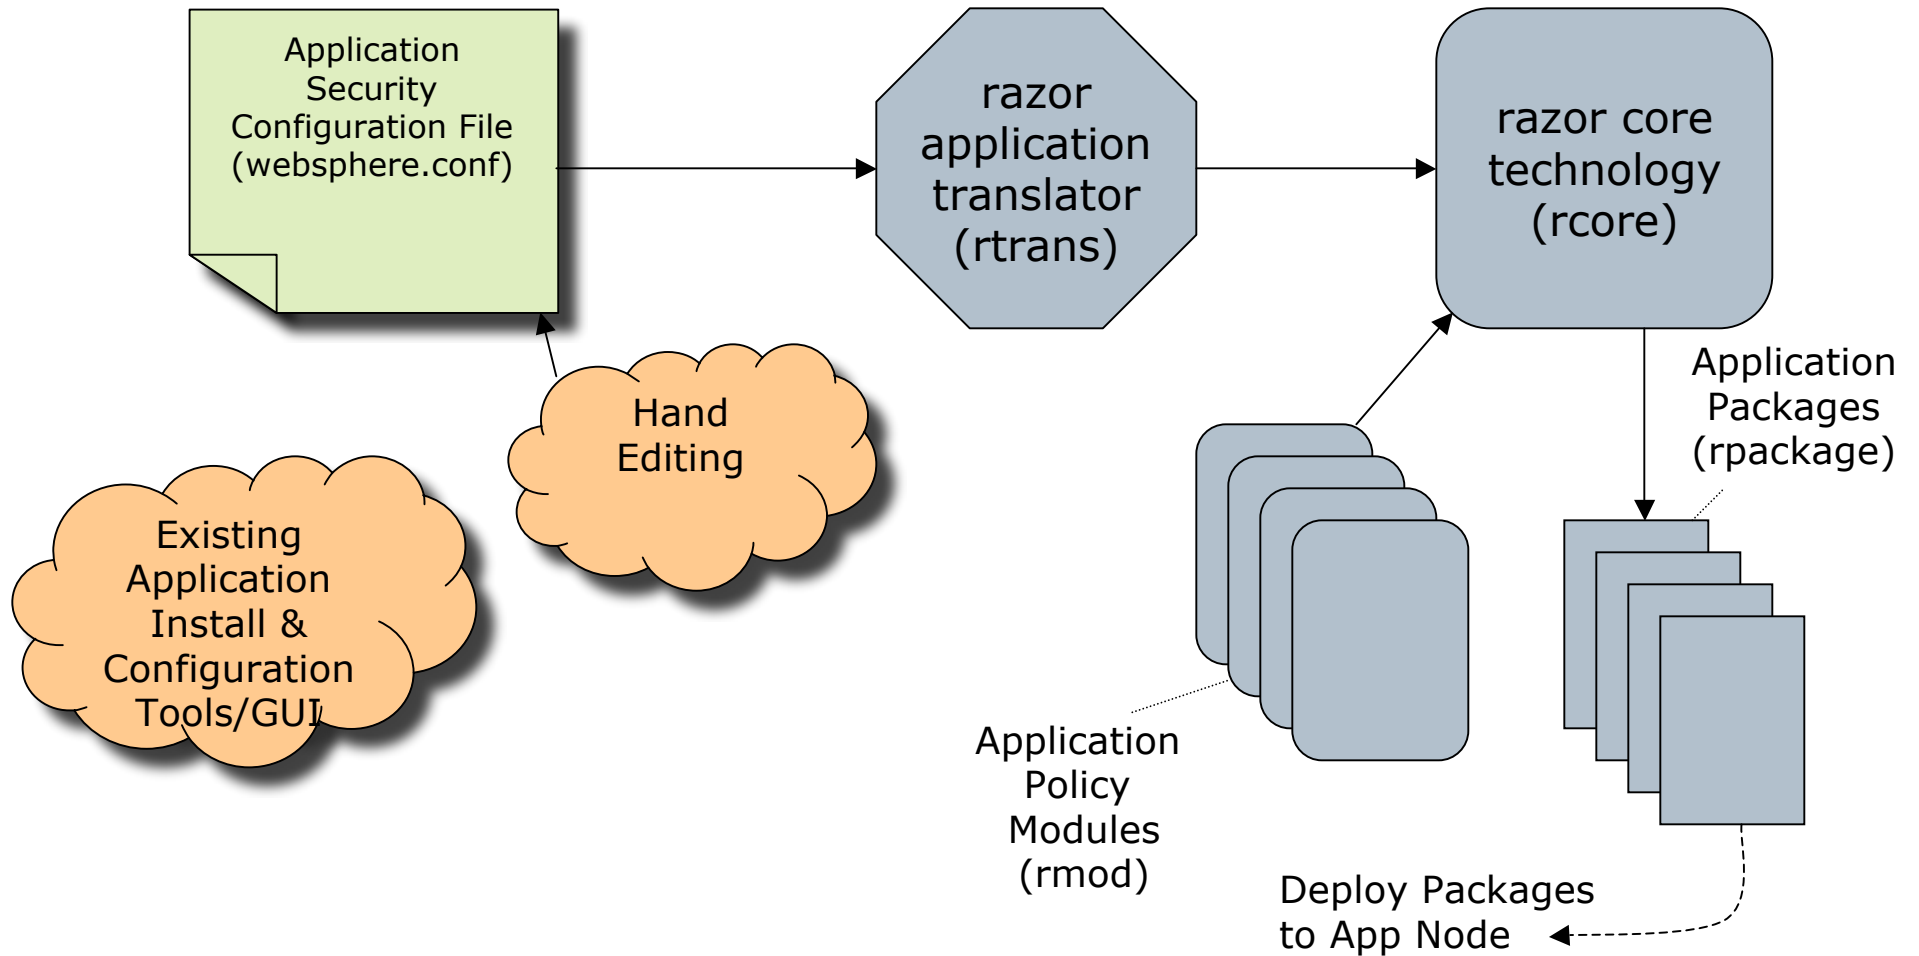 Application
Security
Configuration File
(websphere.conf)
razor
application
translator
(rtrans)
razor core
technology
(rcore)
Hand
Editing
Existing
Application
Install &
Configuration
Tools/GUI
Application
Packages
(rpackage)
Application
Policy
Modules
(rmod)
Deploy Packages
to App Node